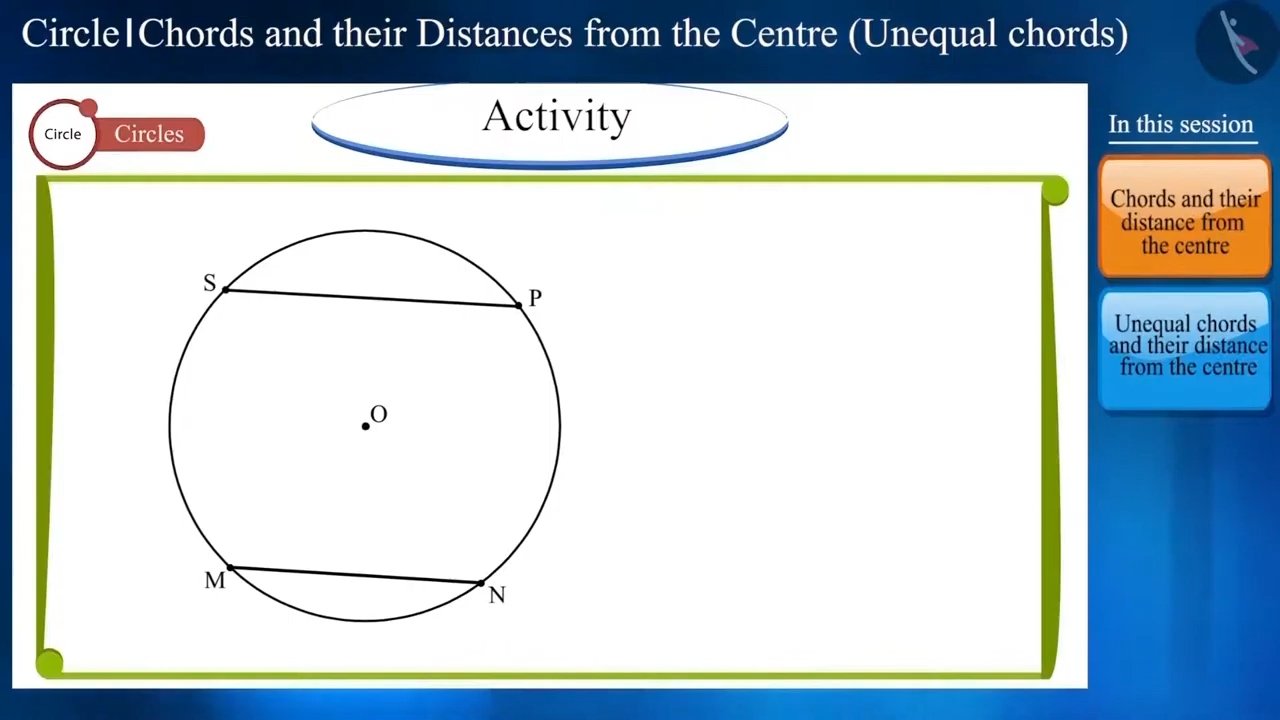 Circle|Chords and their Distances from the Centre (Unequal chords)
Circle
Circles
Activity
In this session
Chords and their
distance from
the centre
Unequal chords
and their distance
from the centre
S
P
O
M
N